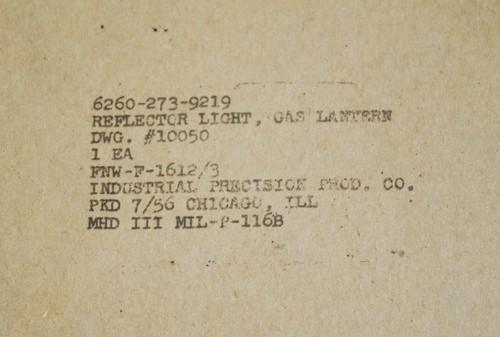 6260-273-9219
REFLECTOR LIGHT, GAS LANTERN
DWG. #10050
1 EA
FNW-F-1612/3
INDUSTRIAL PRECISION PROD. CO.
PKD 7/56 CHICAGO, ILL
MHD III MIL-P-116B